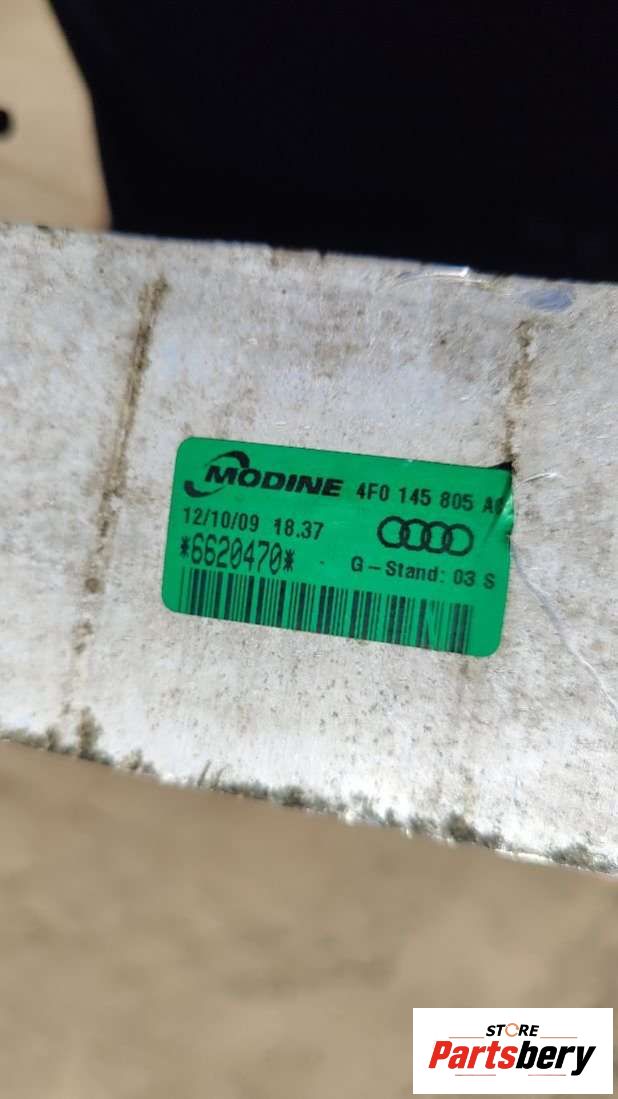 MODINE 4F0 145 805
12/10/09 18.37
*6620470* G-Stand: 03 S
STORE
Partsbery